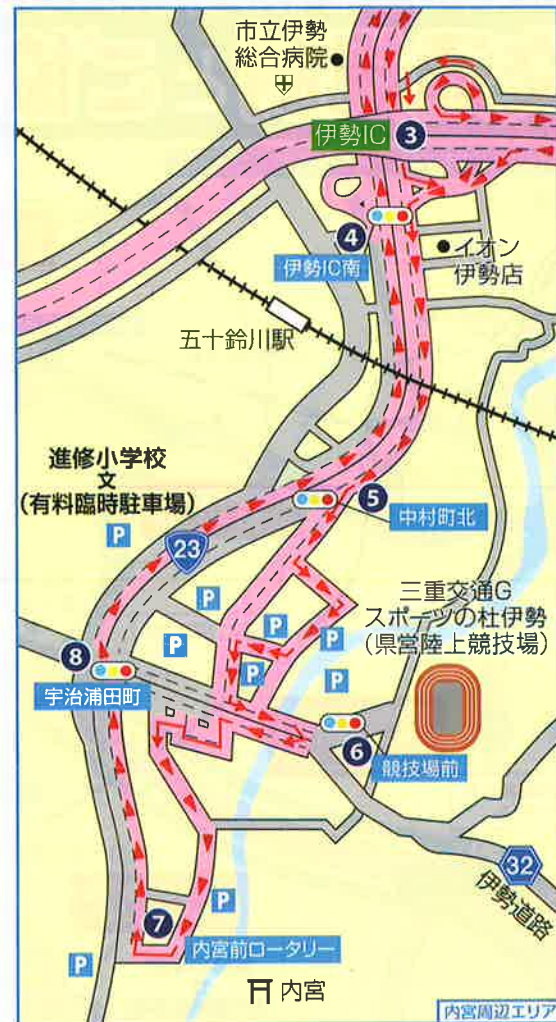 市立伊勢
総合病院
伊勢IC
3
4
伊勢IC南
イオン
伊勢店
五十鈴川駅
進修小学校
文
(有料臨時駐車場)
P
5
中村町北
23
P
P
P
P
P
P
三重交通G
スポーツの杜伊勢
(県営陸上競技場)
8
宇治浦田町
6
競技場前
32
伊勢道路
P
7
内宮前ロータリー
P
内宮
内宮周辺エリア